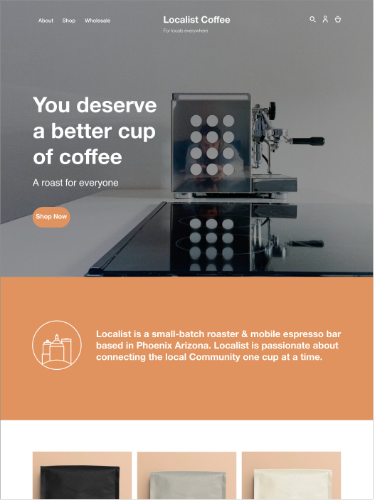 About Shop Wholesale
Localist Coffee
For locals everywhere
You deserve
a better cup
of coffee
A roast for everyone
Shop Now
Localist is a small-batch roaster & mobile espresso bar
based in Phoenix Arizona. Localist is passionate about
connecting the local Community one cup at a time.